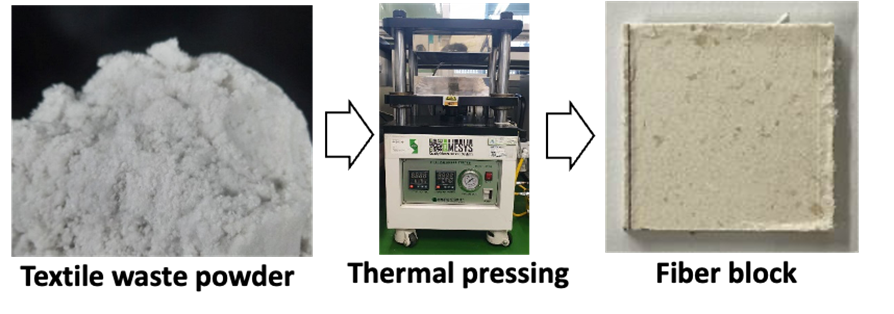 Textile waste powder
Thermal pressing
Fiber block